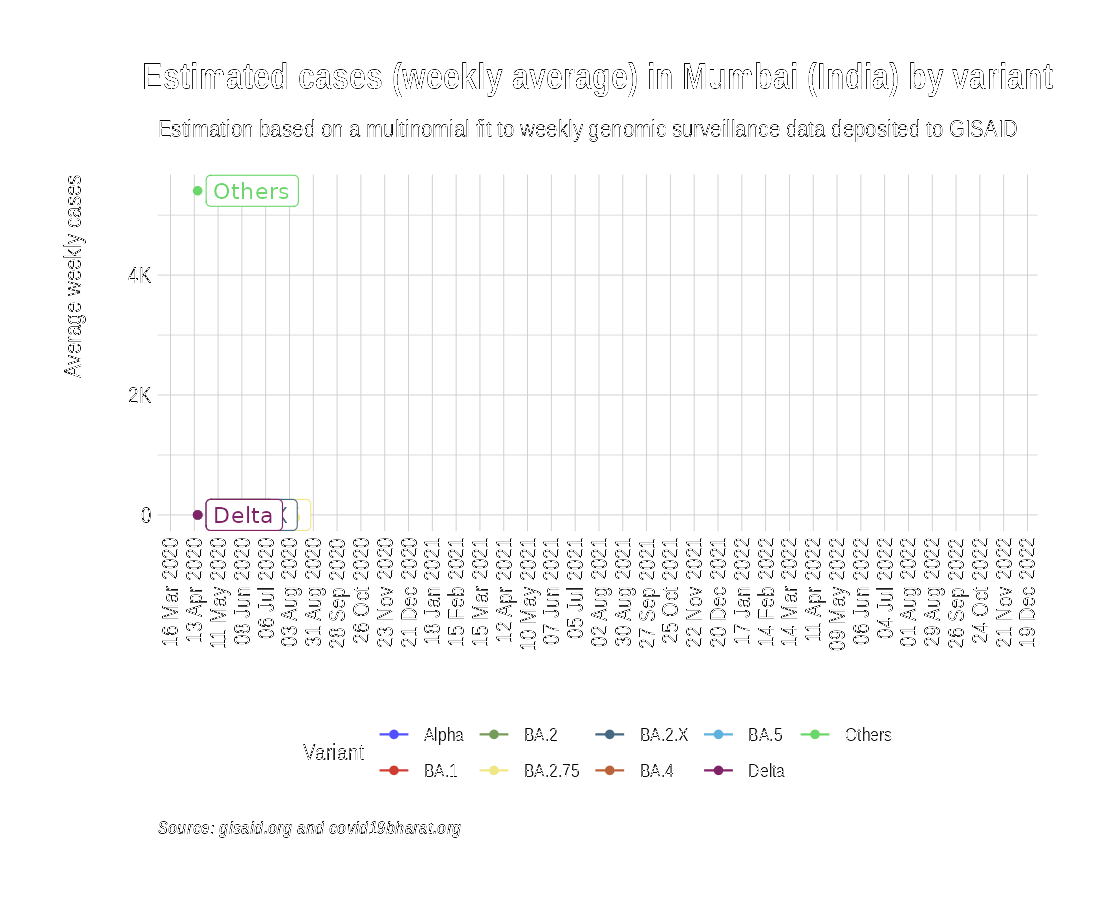 Estimated cases (weekly average) in Mumbai (India) by variant
Estimation based on a multinomial fit to weekly genomic surveillance data deposited to GISAID
Average weekly cases
Others
4K
2K
0
Delta
X
16 Mar 2020
13 Apr 2020
11 May 2020
08 Jun 2020
06 Jul 2020
03 Aug 2020
31 Aug 2020
28 Sep 2020
26 Oct 2020
23 Nov 2020
21 Dec 2020
18 Jan 2021
15 Feb 2021
15 Mar 2021
12 Apr 2021
10 May 2021
07 Jun 2021
05 Jul 2021
02 Aug 2021
30 Aug 2021
27 Sep 2021
25 Oct 2021
22 Nov 2021
20 Dec 2021
17 Jan 2022
14 Feb 2022
14 Mar 2022
11 Apr 2022
09 May 2022
06 Jun 2022
04 Jul 2022
01 Aug 2022
29 Aug 2022
26 Sep 2022
24 Oct 2022
21 Nov 2022
19 Dec 2022
Variant
Alpha BA.2 BA.2.X BA.5 Others
BA.1 BA.2.75 BA.4 Delta
Source: gisaid.org and covid19bharat.org